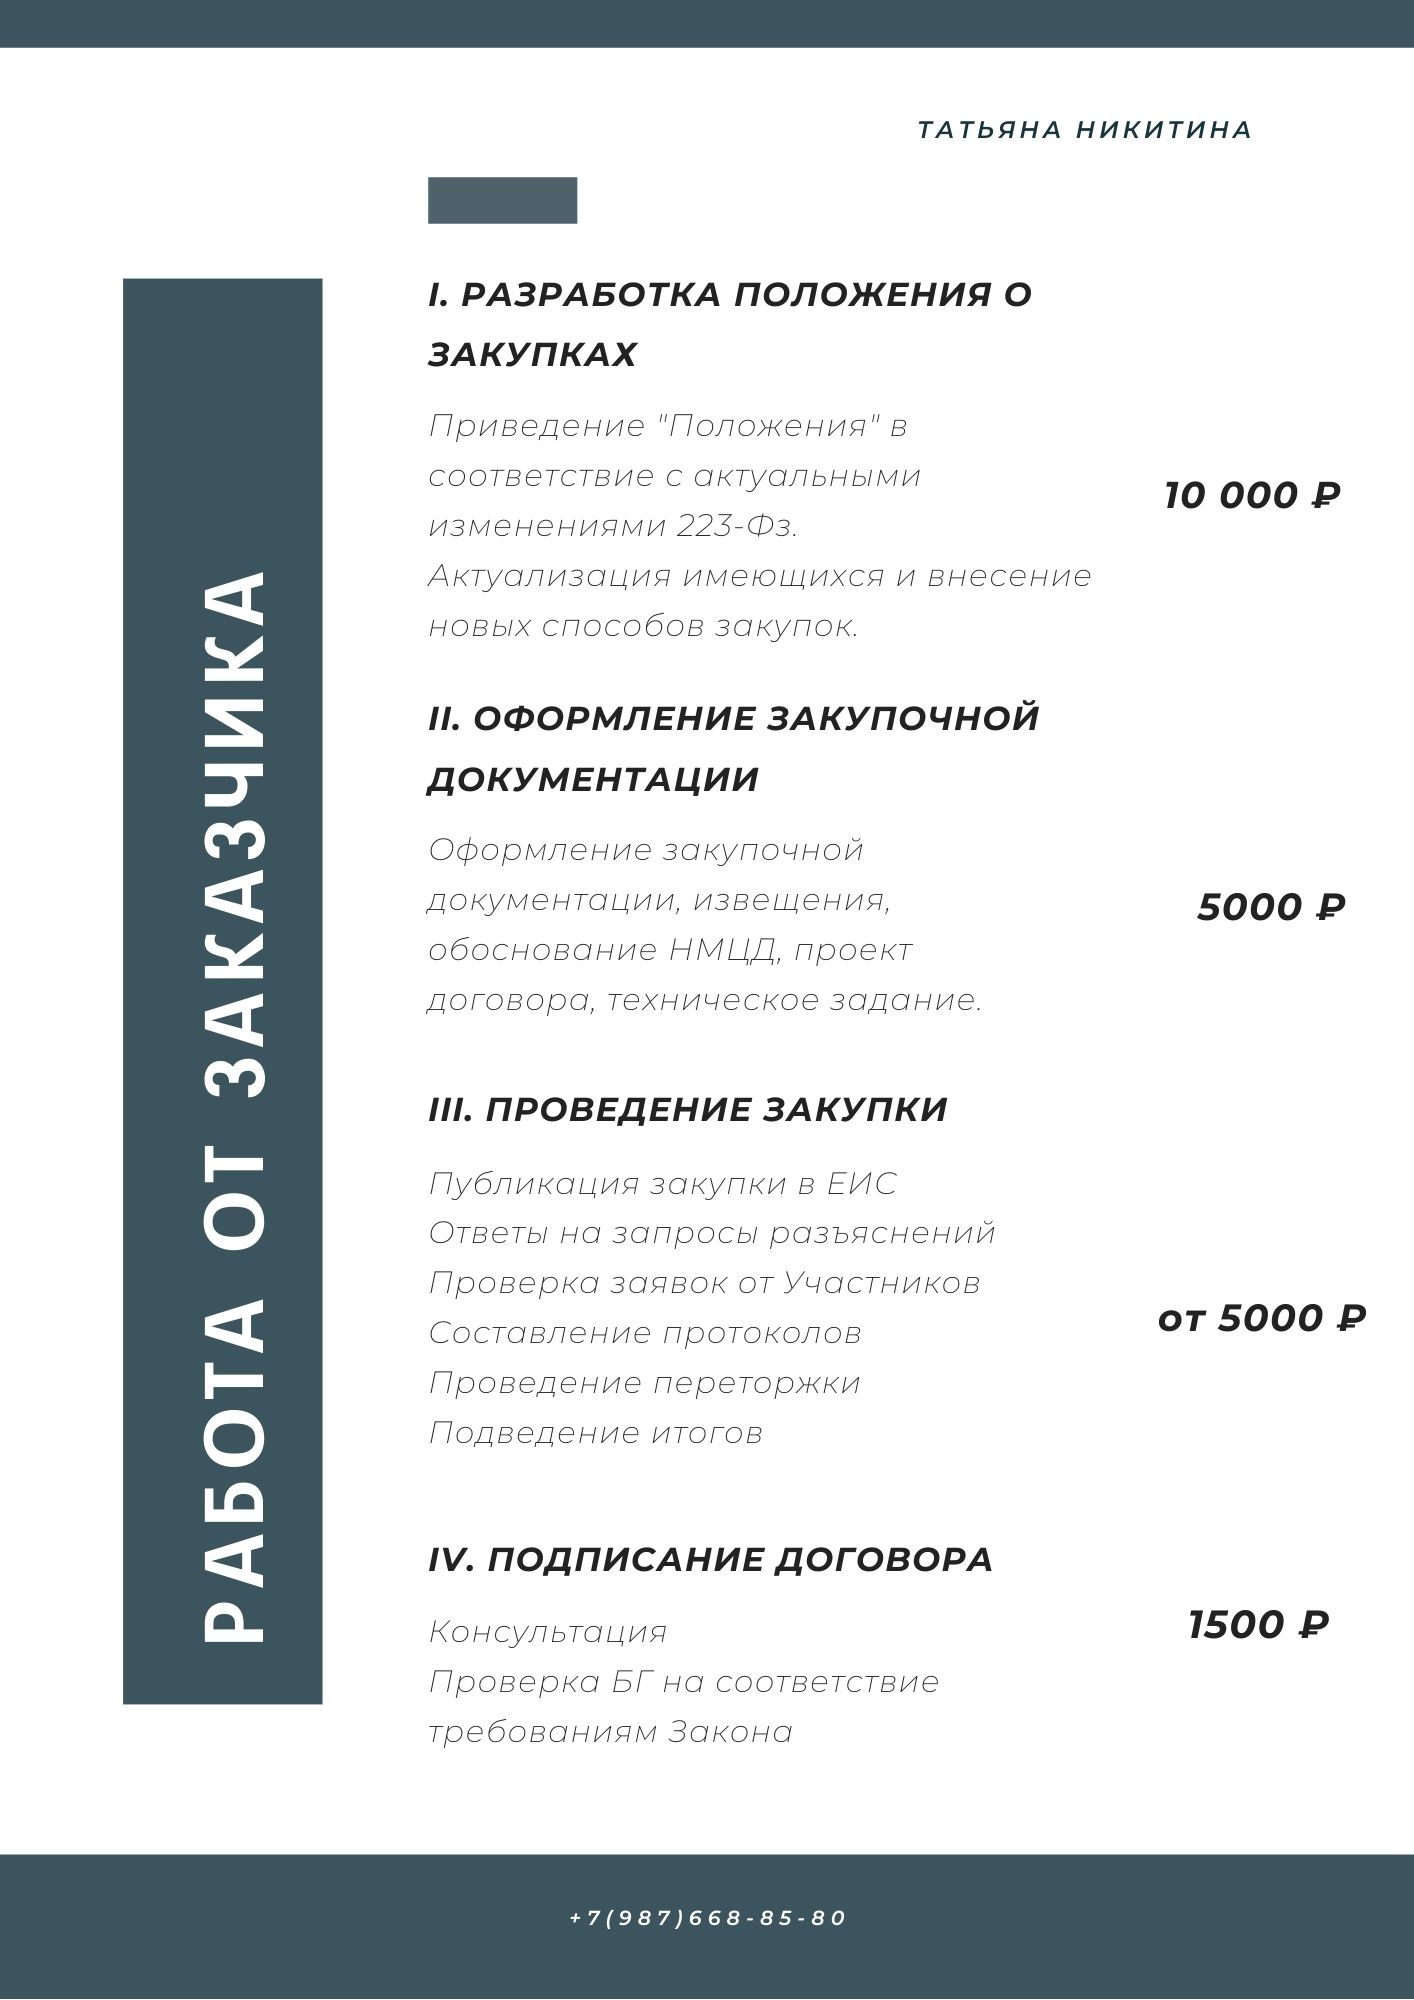 ТАТЬЯНА НИКИТИНА
РАБОТА ОТ ЗАКАЗЧИКА
I. РАЗРАБОТКА ПОЛОЖЕНИЯ О
ЗАКУПКАХ
Приведение "Положения" в
соответствие с актуальными
изменениями 223-Фз.
Актуализация имеющихся и внесение
новых способов закупок.
10 000 ₽
II. ОФОРМЛЕНИЕ ЗАКУПОЧНОЙ
ДОКУМЕНТАЦИИ
Оформление закупочной
документации, извещения,
обоснование НМЦД, проект
договора, техническое задание.
5000 ₽
III. ПРОВЕДЕНИЕ ЗАКУПКИ
Публикация закупки в ЕИС
Ответы на запросы разъяснений
Проверка заявок от Участников
Составление протоколов
Проведение переторжки
Подведение итогов
от 5000 ₽
IV. ПОДПИСАНИЕ ДОГОВОРА
Консультация
Проверка БГ на соответствие
требованиям Закона
1500 ₽
+7(987)668-85-80